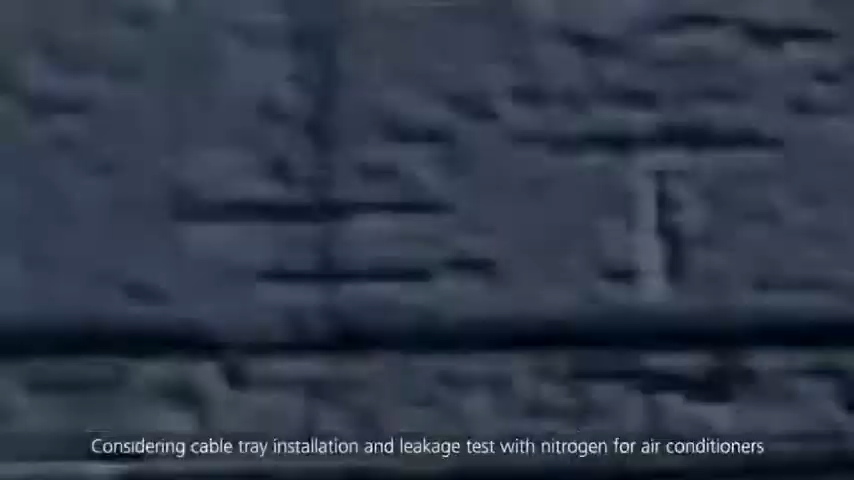 Considering cable tray installation and leakage test with nitrogen for air conditioners